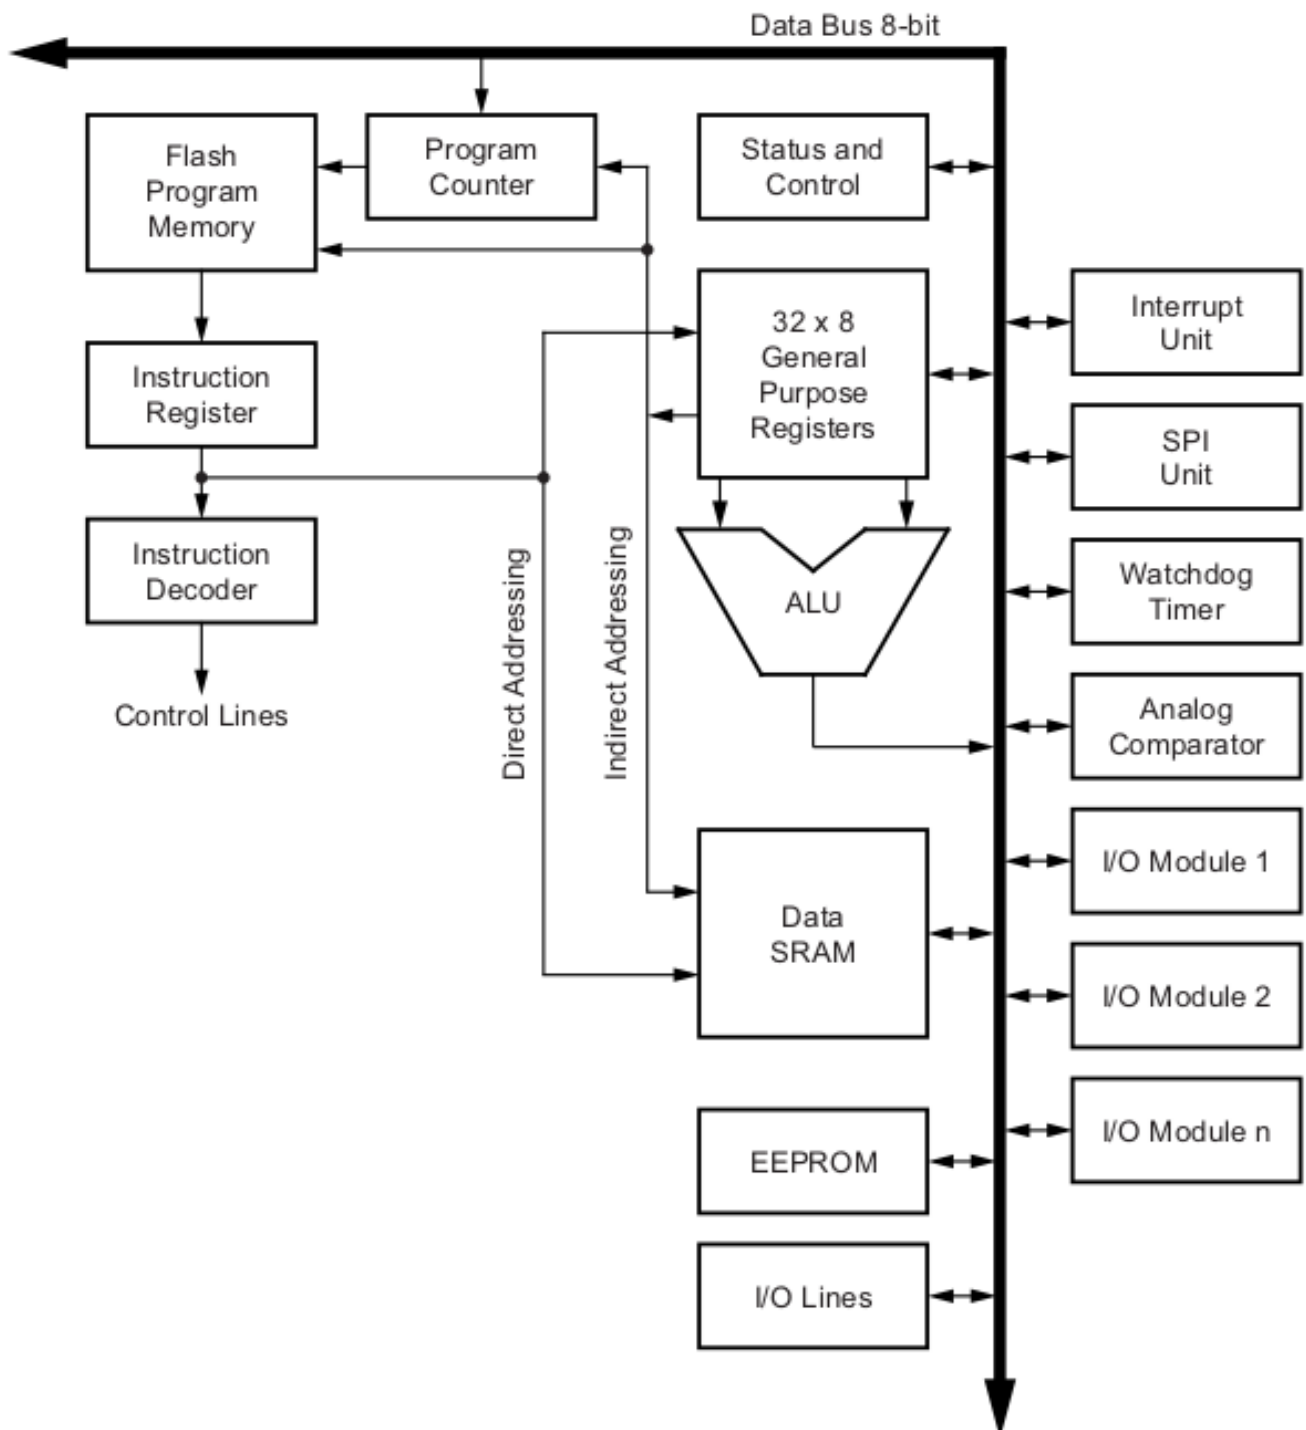 Data Bus 8-bit
Flash
Program
Memory
Program
Counter
Status and
Control
32 x 8
General
Purpose
Registers
Interrupt
Unit
Instruction
Register
SPI
Unit
Instruction
Decoder
Direct Addressing
Indirect Addressing
ALU
Watchdog
Timer
Control Lines
Analog
Comparator
Data
SRAM
I/O Module 1
I/O Module 2
EEPROM
I/O Module n
I/O Lines